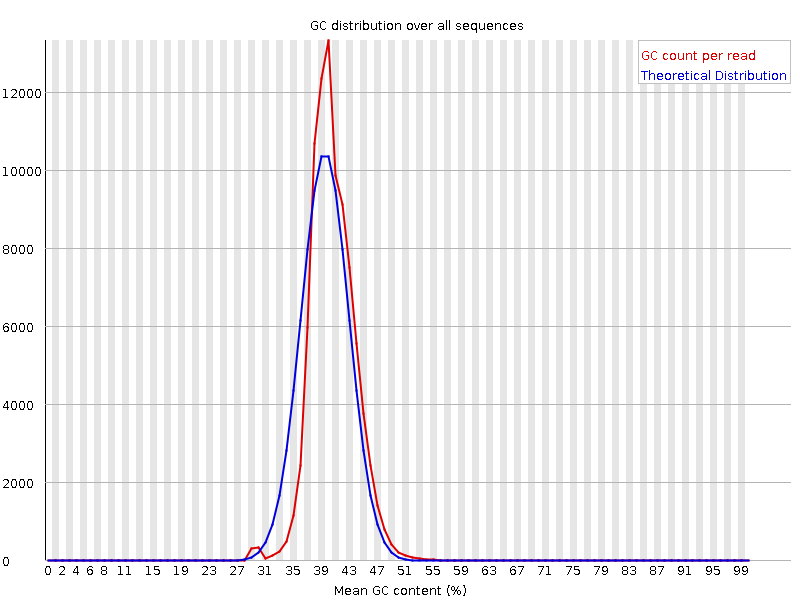 GC distribution over all sequences
GC count per read
Theoretical Distribution
12000
10000
8000
6000
4000
2000
0
0 2 4 6 8 11 15 19 23 27 31 35 39 43 47 51 55 59 63 67 71 75 79 83 87 91 95 99
Mean GC content (%)